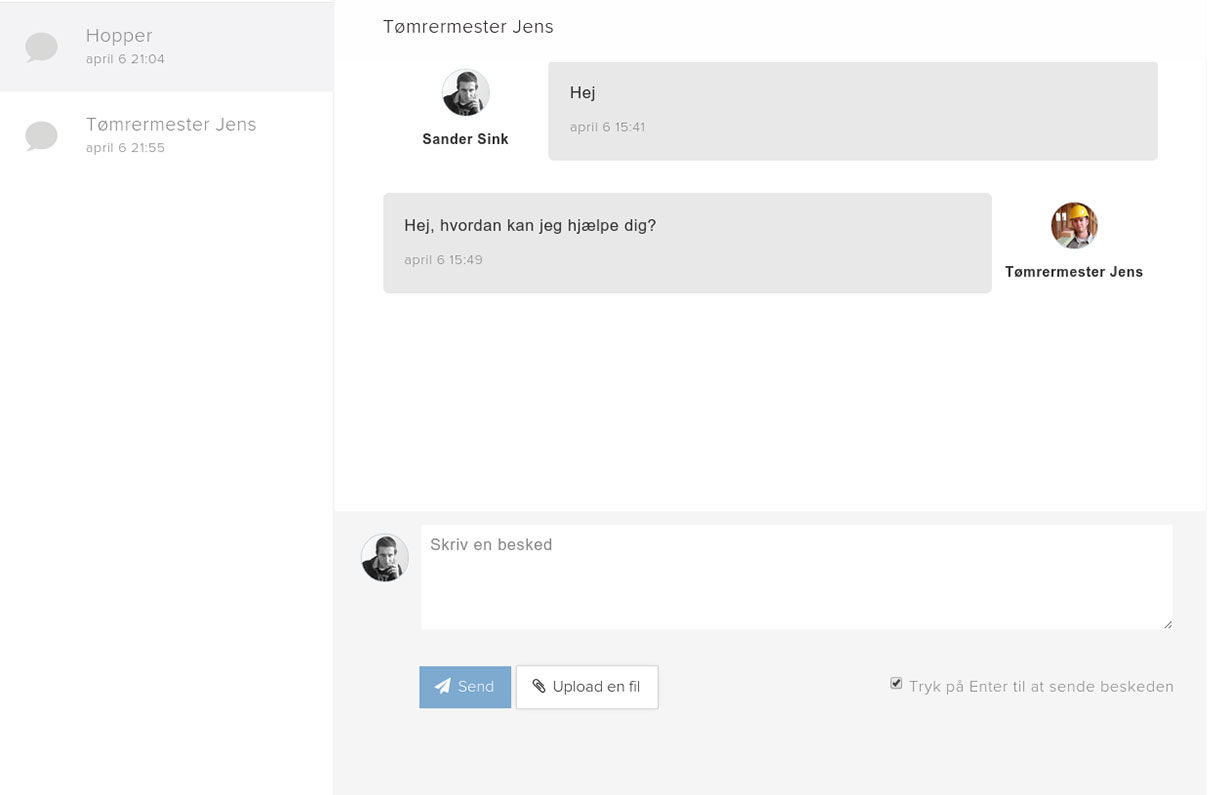 Hopper
april 6 21:04
Tømrermester Jens
april 6 21:55
Tømrermester Jens
Sander Sink
Hej
april 6 15:41
Hej, hvordan kan jeg hjælpe dig?
april 6 15:49
Tømrermester Jens
Skriv en besked
Send
Upload en fil
Tryk på Enter til at sende beskeden